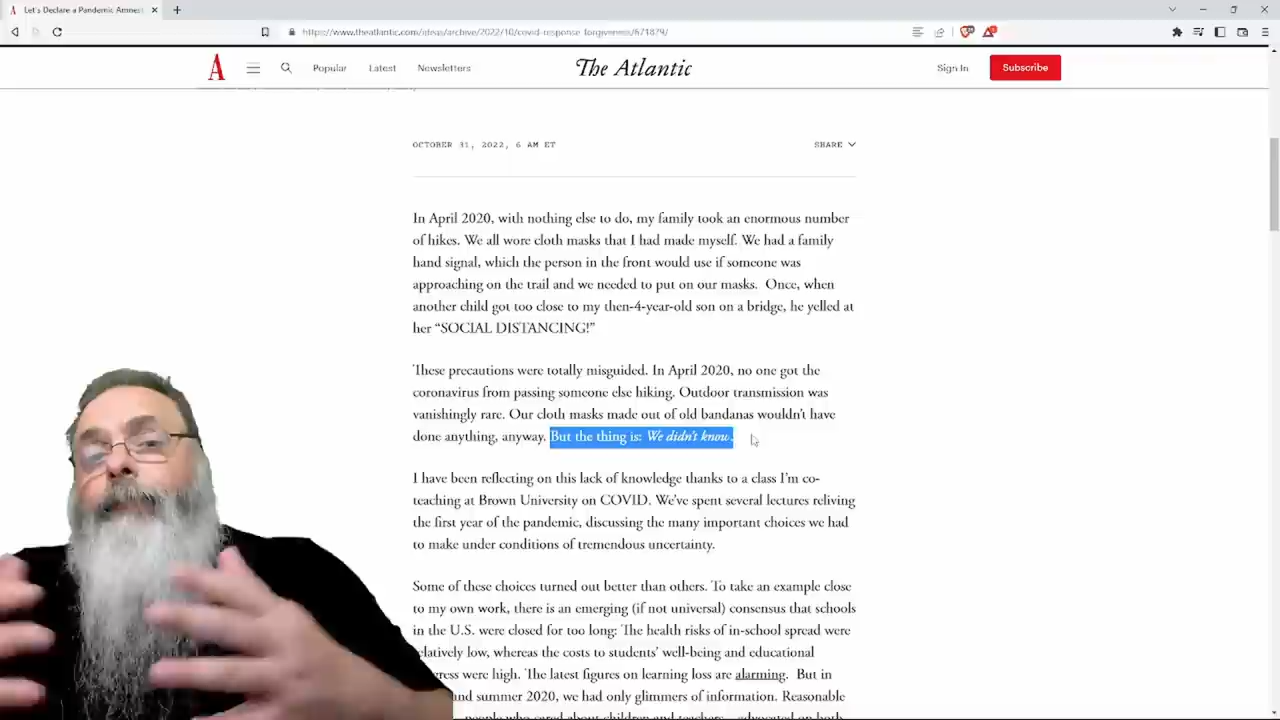 Let's Declare a Pandemic Amnest
https://www.theatlantic.com/ideas/archive/2022/10/covid-response-forgiveness/671879/
A
Popular
Latest
Newsletters
The Atlantic
Sign In
Subscribe
OCTOBER 31, 2022, 6 AM ET
SHARE
In April 2020, with nothing else to do, my family took an enormous number
of hikes. We all wore cloth masks that I had made myself. We had a family
hand signal, which the person in the front would use if someone was
approaching on the trail and we needed to put on our masks. Once, when
another child got too close to my then-4-year-old son on a bridge, he yelled at
her “SOCIAL DISTANCING!”
These precautions were totally misguided. In April 2020, no one got the
coronavirus from passing someone else hiking. Outdoor transmission was
vanishingly rare. Our cloth masks made out of old bandanas wouldn’t have
done anything, anyway. But the thing is: We didn’t know.
I have been reflecting on this lack of knowledge thanks to a class I’m co-
teaching at Brown University on COVID. We’ve spent several lectures reliving
the first year of the pandemic, discussing the many important choices we had
to make under conditions of tremendous uncertainty.
Some of these choices turned out better than others. To take an example close
to my own work, there is an emerging (if not universal) consensus that schools
in the U.S. were closed for too long: The health risks of in-school spread were
relatively low, whereas the costs to students’ well-being and educational
gress were high. The latest figures on learning loss are alarming. But in
and summer 2020, we had only glimmers of information. Reasonable
people who cared about children and teachers advocated on both